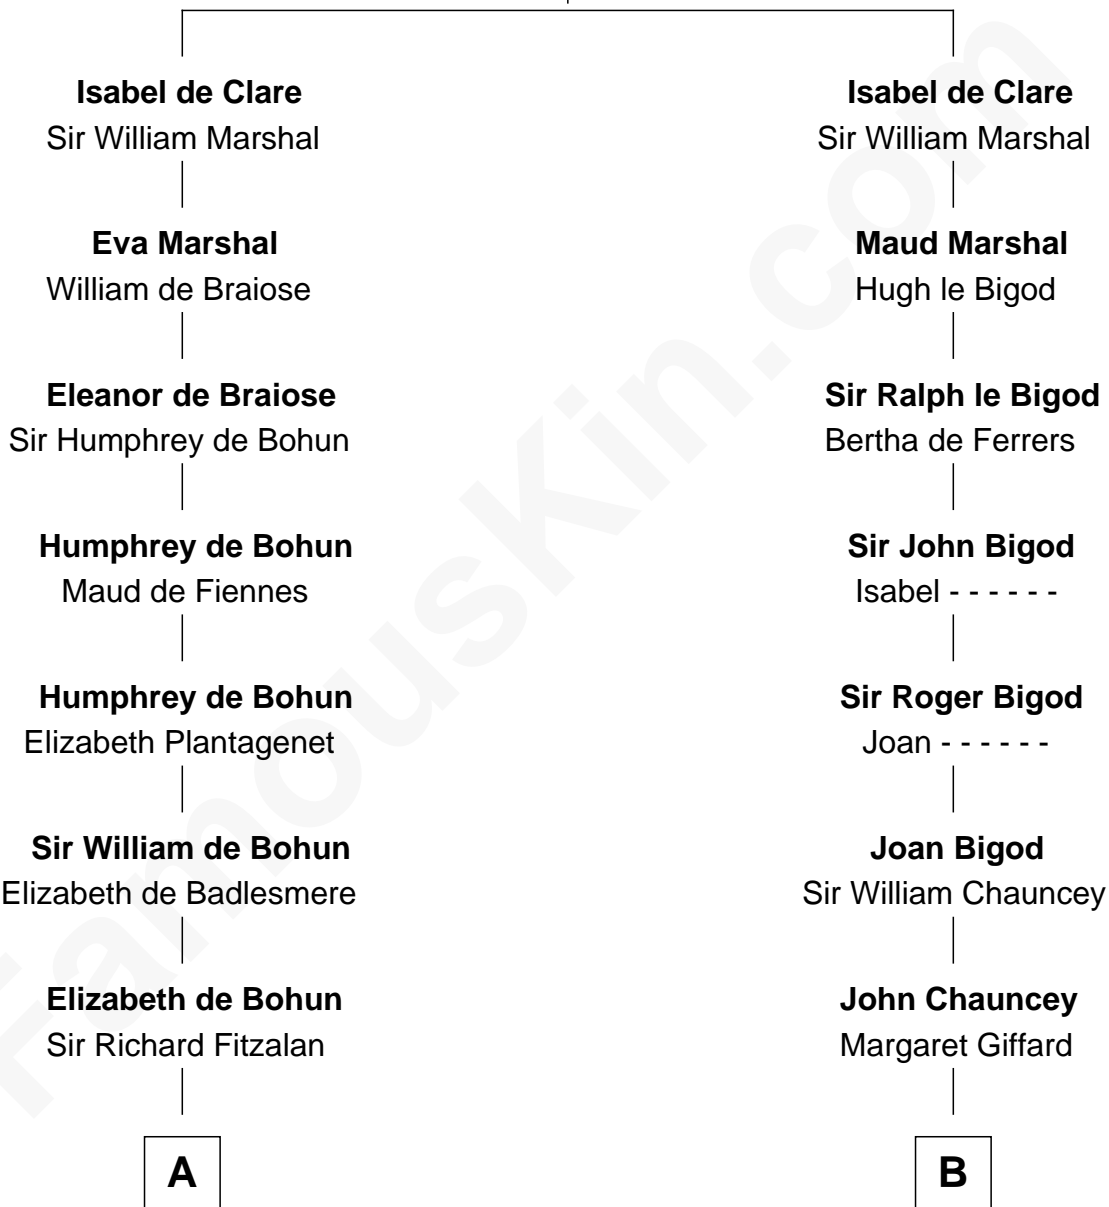 Isabel de Clare
Sir William Marshal
Eva Marshal
William de Braiose
Eleanor de Braiose
Sir Humphrey de Bohun
Humphrey de Bohun
Maud de Fiennes
Humphrey de Bohun
Elizabeth Plantagenet
Sir William de Bohun
Elizabeth de Badlesmere
Elizabeth de Bohun
Sir Richard Fitzalan
A
Isabel de Clare
Sir William Marshal
Maud Marshal
Hugh le Bigod
Sir Ralph le Bigod
Bertha de Ferrers
Sir John Bigod
Isabel - - - - - -
Sir Roger Bigod
Joan - - - - - -
Joan Bigod
Sir William Chauncey
John Chauncey
Margaret Giffard
B
FamousKin.com